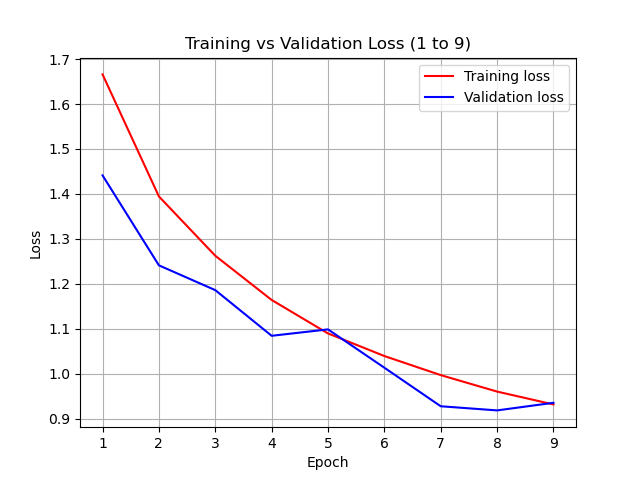 Training vs Validation Loss (1 to 9)
Training loss
Validation loss
Loss
1.7
1.6
1.5
1.4
1.3
1.2
1.1
1.0
0.9
1 2 3 4 5 6 7 8 9
Epoch